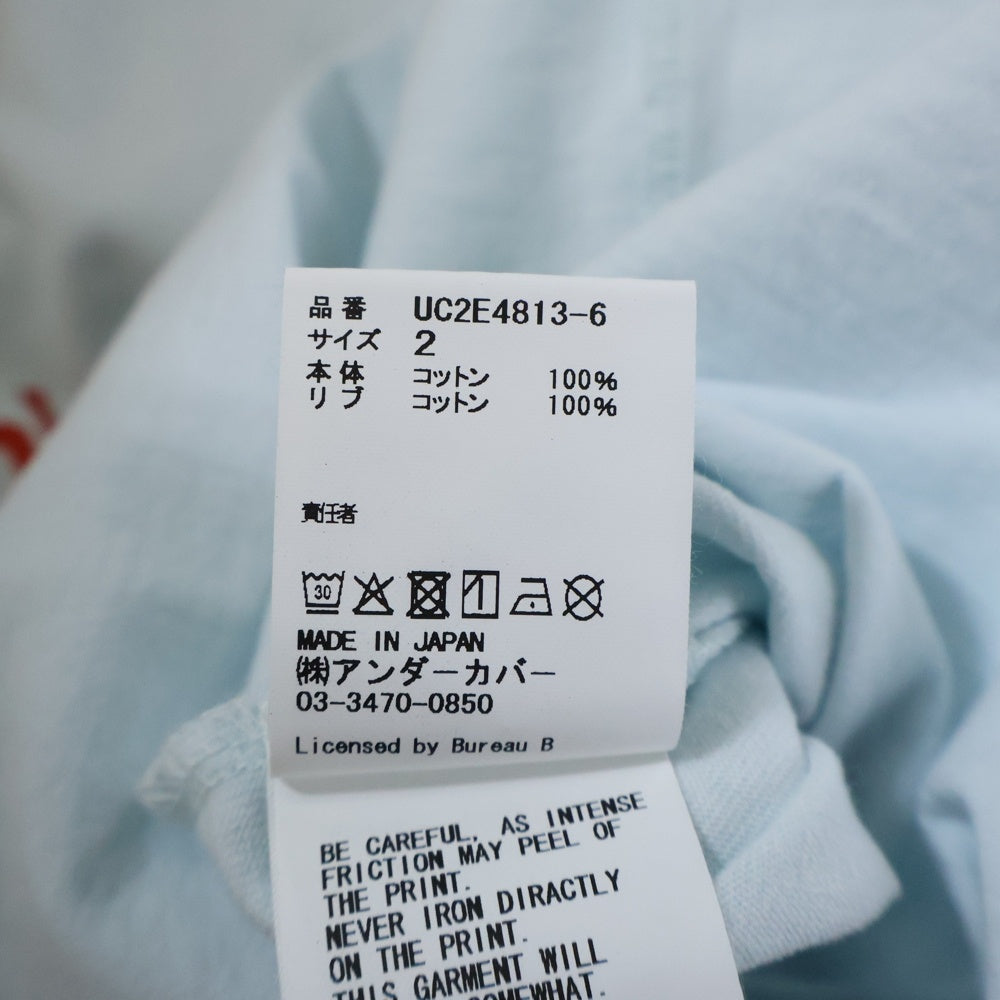 品番 UC2E4813-6
サイズ 2
本体 コットン 100%
リブ コットン 100%
責任者
30
MADE IN JAPAN
㈱アンダーカバー
03-3470-0850
Licensed by Bureau B
BE CAREFUL, AS INTENSE
FRICTION MAY PEEL OF
THE PRINT.
NEVER IRON DIRACTLY
ON THE PRINT.
THIS GARMENT WILL
SOMEWHAT.